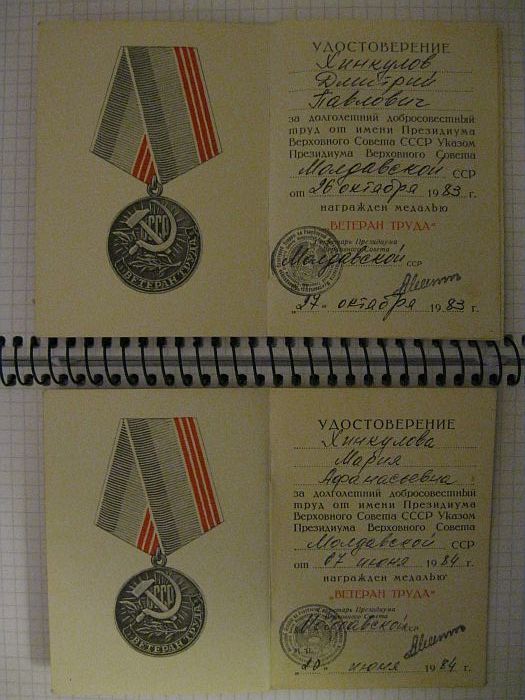 СССР
ВЕТЕРАН ТРУДА
УДОСТОВЕРЕНИЕ
Хинкулов
Дмитрий
Павлович
за долголетний добросовестный
труд от имени Президиума
Верховного Совета СССР Указом
Президиума Верховного Совета
Молдавской ССР
от 26 октября 1983 г.
награжден медалью
„ВЕТЕРАН ТРУДА“
Секретарь Президиума
Верховного Совета
Молдавской ССР
„27“ октября 1983 г.
СССР
ВЕТЕРАН ТРУДА
УДОСТОВЕРЕНИЕ
Хинкулова
Мария
Афанасьевна
за долголетний добросовестный
труд от имени Президиума
Верховного Совета СССР Указом
Президиума Верховного Совета
Молдавской ССР
от 07 июня 1984 г.
награжден медалью
„ВЕТЕРАН ТРУДА“
Секретарь Президиума
Верховного Совета
Молдавской ССР
М. П.
„20“ июня 1984 г.